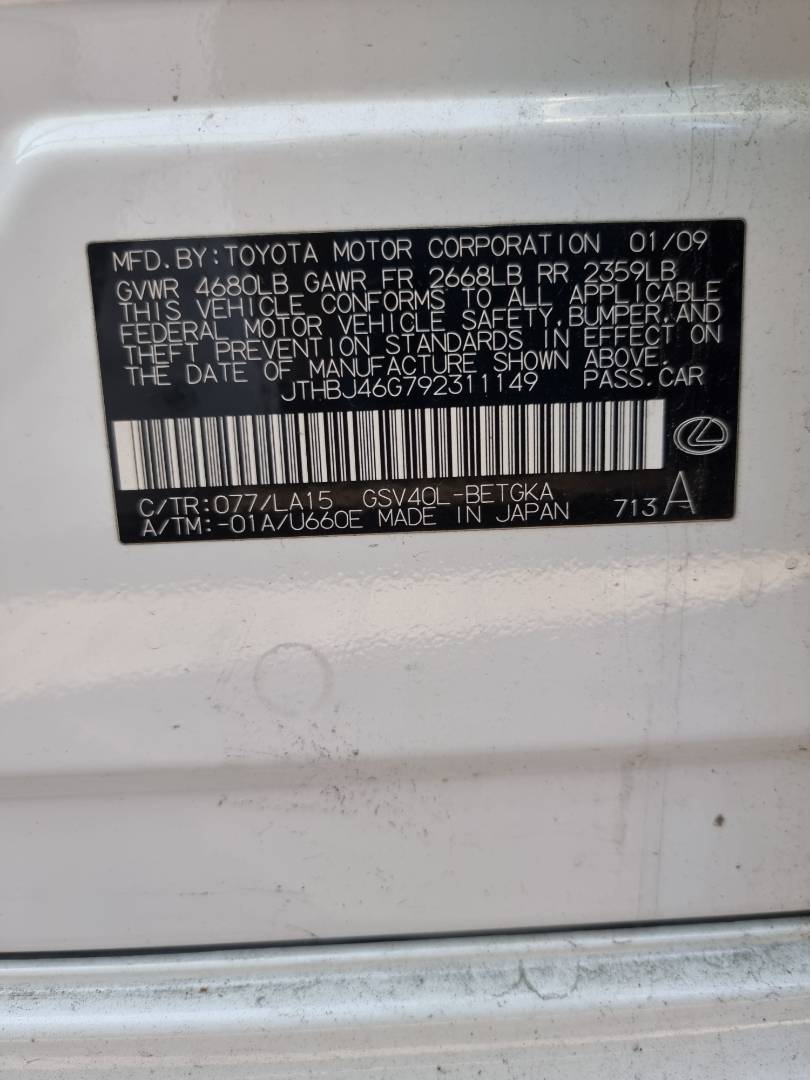 MFD.BY:TOYOTA MOTOR CORPORATION 01/09
GVWR 4680LB GAWR FR 2668LB RR 2359LB
THIS VEHICLE CONFORMS TO ALL APPLICABLE
FEDERAL MOTOR VEHICLE SAFETY,BUMPER,AND
THEFT PREVENTION STANDARDS IN EFFECT ON
THE DATE OF MANUFACTURE SHOWN ABOVE.
JTHBJ46G792311149 PASS.CAR
C/TR:077/LA15 GSV40L-BETGKA
A/TM:-01A/U660E MADE IN JAPAN 713 A